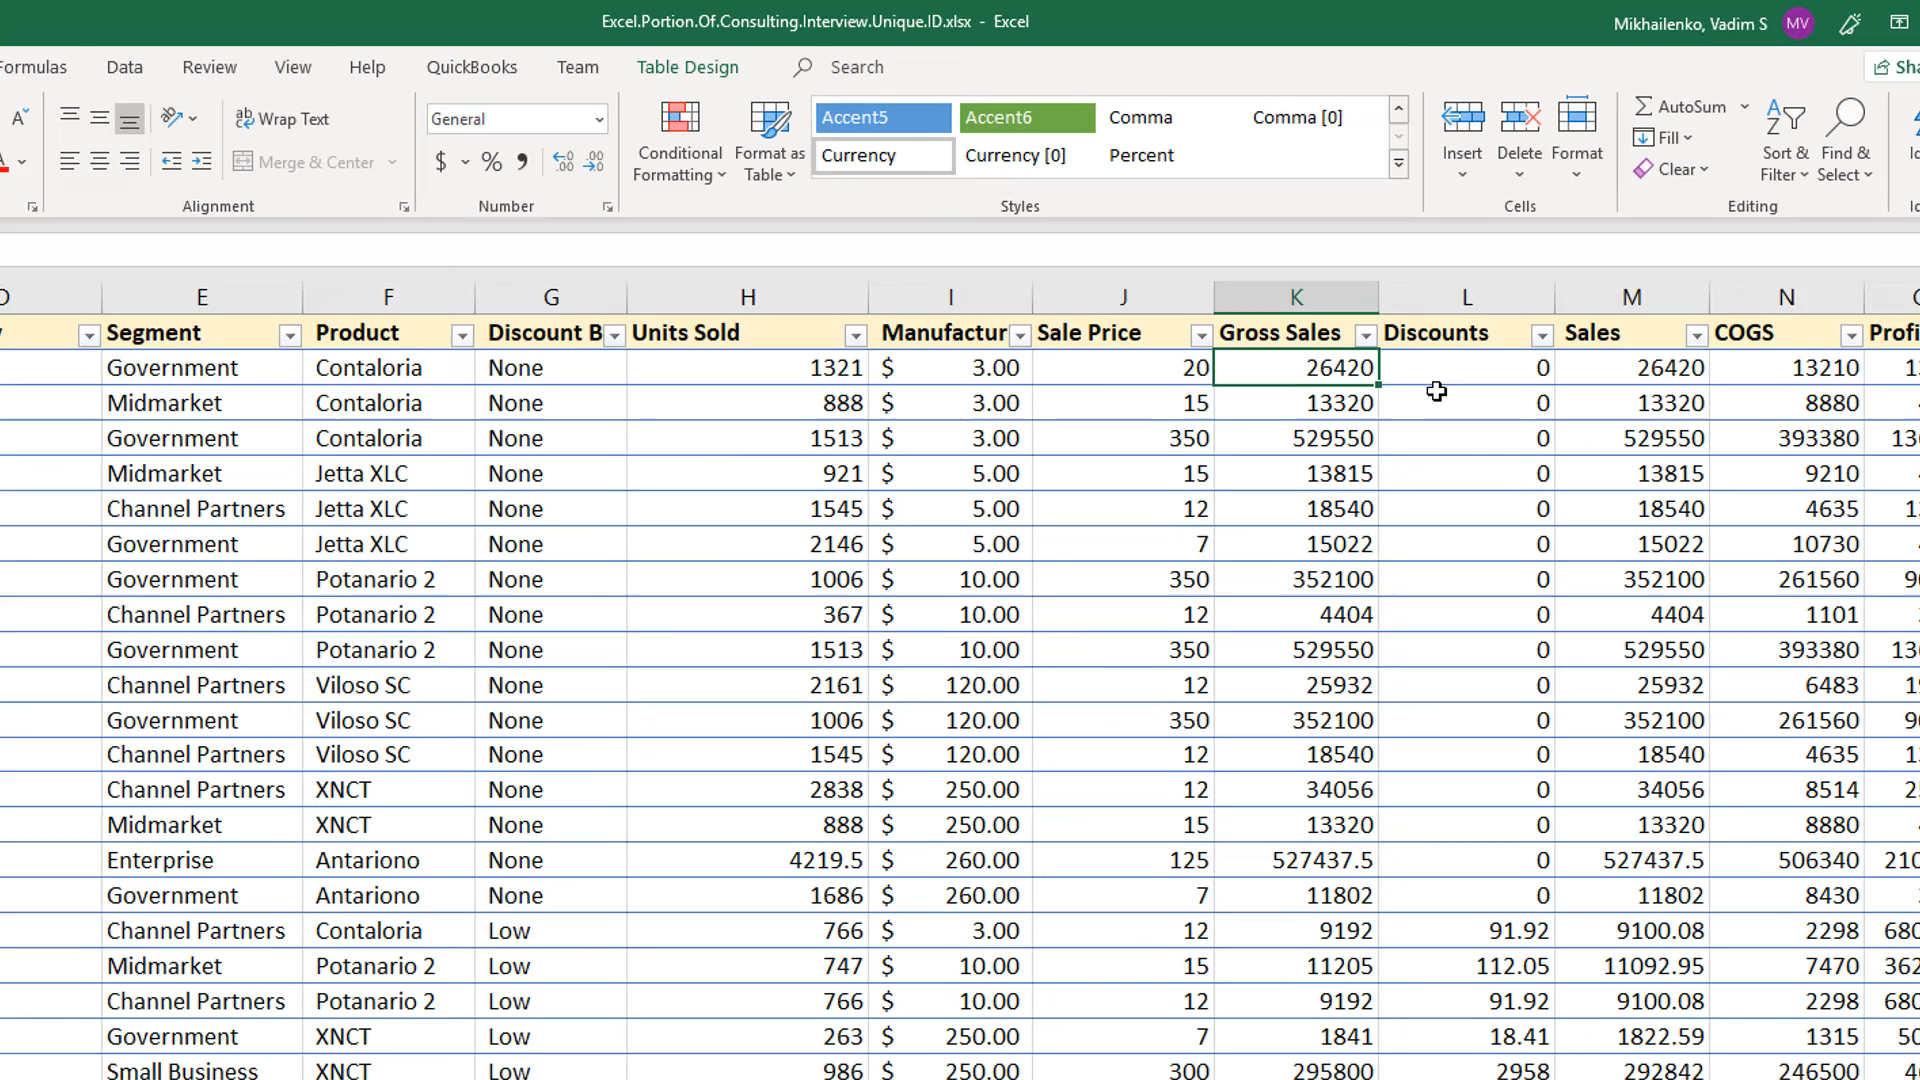 Excel.Portion.Of.Consulting.Interview.Unique.ID.xlsx - Excel
Mikhailenko, Vadim S MV
Formulas Data Review View Help QuickBooks Team Table Design Search
Wrap Text
Merge & Center
Alignment
General
$ % ,
Number
Conditional Formatting
Format as Table
Accent5 Accent6 Comma Comma [0]
Currency Currency [0] Percent
Styles
Insert Delete Format
Cells
AutoSum
Fill
Clear
Sort & Filter
Find & Select
Editing
E F G H I J K L M N
Segment Product Discount B Units Sold Manufactur Sale Price Gross Sales Discounts Sales COGS
Government Contaloria None 1321 $ 3.00 20 26420 0 26420 13210
Midmarket Contaloria None 888 $ 3.00 15 13320 0 13320 8880
Government Contaloria None 1513 $ 3.00 350 529550 0 529550 393380
Midmarket Jetta XLC None 921 $ 5.00 15 13815 0 13815 9210
Channel Partners Jetta XLC None 1545 $ 5.00 12 18540 0 18540 4635
Government Jetta XLC None 2146 $ 5.00 7 15022 0 15022 10730
Government Potanario 2 None 1006 $ 10.00 350 352100 0 352100 261560
Channel Partners Potanario 2 None 367 $ 10.00 12 4404 0 4404 1101
Government Potanario 2 None 1513 $ 10.00 350 529550 0 529550 393380
Channel Partners Viloso SC None 2161 $ 120.00 12 25932 0 25932 6483
Government Viloso SC None 1006 $ 120.00 350 352100 0 352100 261560
Channel Partners Viloso SC None 1545 $ 120.00 12 18540 0 18540 4635
Channel Partners XNCT None 2838 $ 250.00 12 34056 0 34056 8514
Midmarket XNCT None 888 $ 250.00 15 13320 0 13320 8880
Enterprise Antariono None 4219.5 $ 260.00 125 527437.5 0 527437.5 506340
Government Antariono None 1686 $ 260.00 7 11802 0 11802 8430
Channel Partners Contaloria Low 766 $ 3.00 12 9192 91.92 9100.08 2298
Midmarket Potanario 2 Low 747 $ 10.00 15 11205 112.05 11092.95 7470
Channel Partners Potanario 2 Low 766 $ 10.00 12 9192 91.92 9100.08 2298
Government XNCT Low 263 $ 250.00 7 1841 18.41 1822.59 1315
Small Business XNCT Low 986 $ 250.00 300 295800 2958 292842 246500